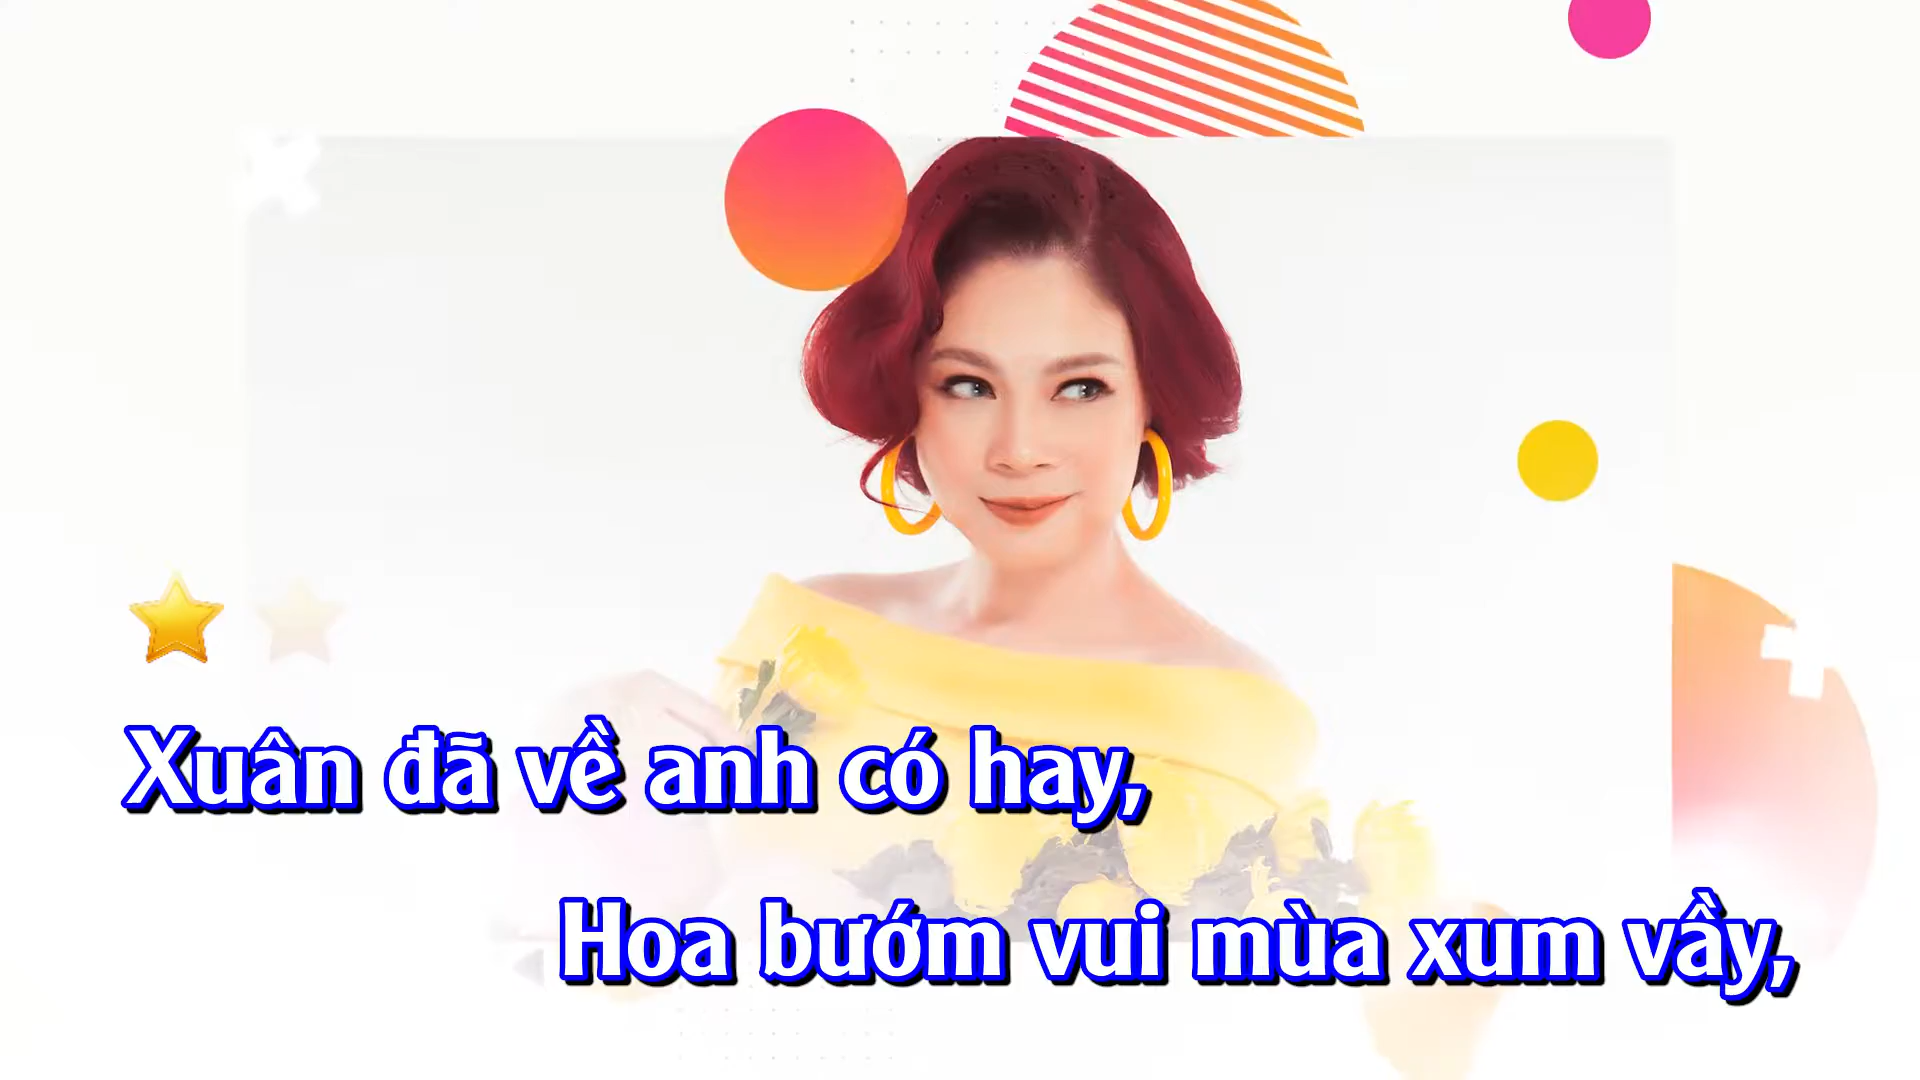 Xuân đã về anh có hay,
Hoa bướm vui mùa xum vầy,